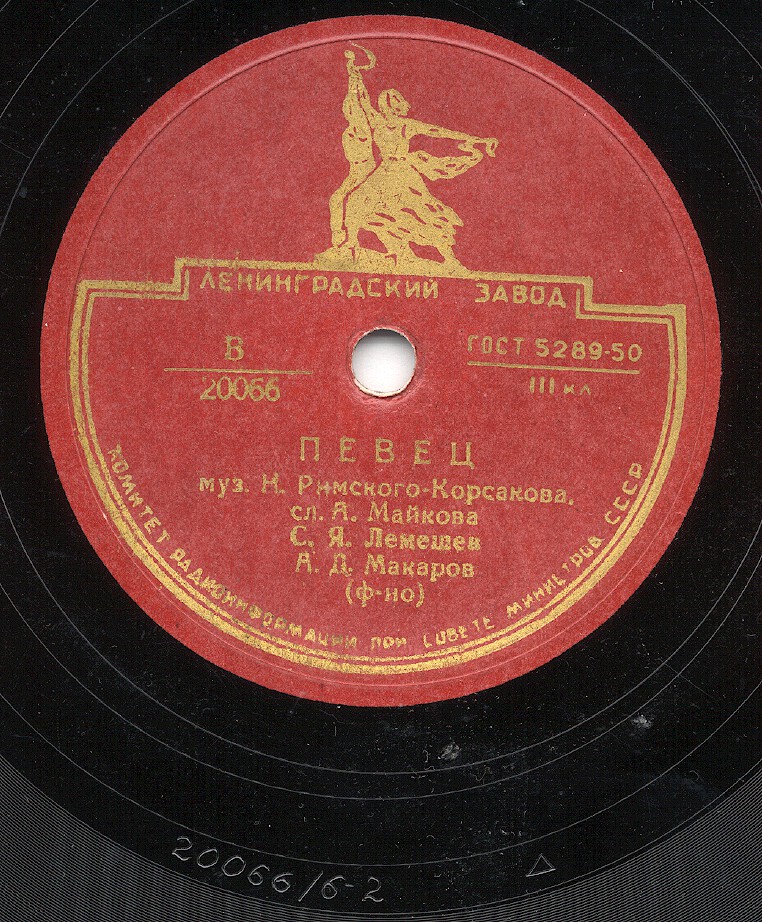 ЛЕНИНГРАДСКИЙ ЗАВОД
В
20066
ГОСТ 5289-50
III кл
ПЕВЕЦ
муз. Н. Римского-Корсакова,
сл. А. Майкова
С. Я. Лемешев
А. Д. Макаров
(ф-но)
КОМИТЕТ РАДИОИНФОРМАЦИИ ПРИ СОВЕТЕ МИНИСТРОВ СССР
20066/6-2